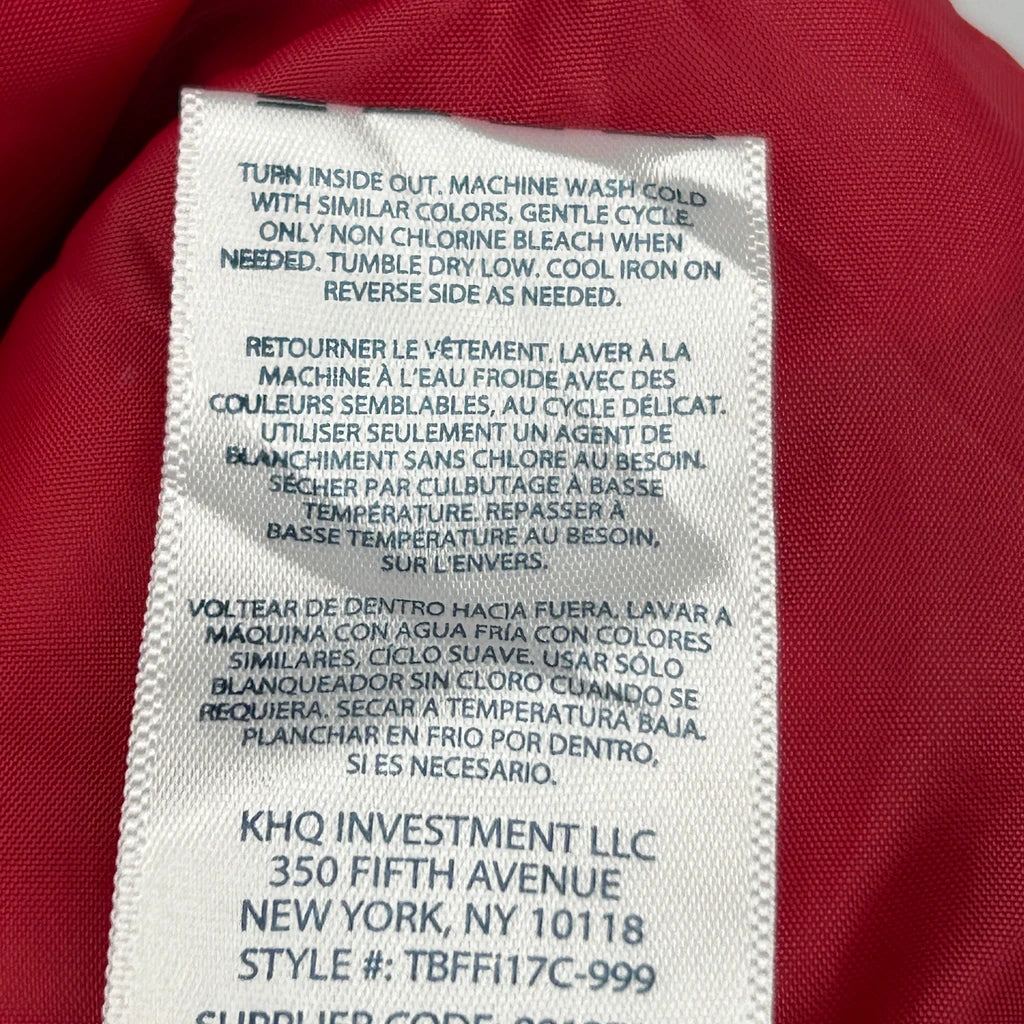 TURN INSIDE OUT. MACHINE WASH COLD
WITH SIMILAR COLORS, GENTLE CYCLE.
ONLY NON CHLORINE BLEACH WHEN
NEEDED. TUMBLE DRY LOW. COOL IRON ON
REVERSE SIDE AS NEEDED.
RETOURNER LE VÊTEMENT. LAVER À LA
MACHINE À L'EAU FROIDE AVEC DES
COULEURS SEMBLABLES, AU CYCLE DÉLICAT.
UTILISER SEULEMENT UN AGENT DE
BLANCHIMENT SANS CHLORE AU BESOIN.
SÉCHER PAR CULBUTAGE À BASSE
TEMPÉRATURE. REPASSER À
BASSE TEMPÉRATURE AU BESOIN,
SUR L'ENVERS.
VOLTEAR DE DENTRO HACIA FUERA. LAVAR A
MÁQUINA CON AGUA FRÍA CON COLORES
SIMILARES, CICLO SUAVE. USAR SÓLO
BLANQUEADOR SIN CLORO CUANDO SE
REQUIERA. SECAR A TEMPERATURA BAJA.
PLANCHAR EN FRIO POR DENTRO,
SI ES NECESARIO.
KHQ INVESTMENT LLC
350 FIFTH AVENUE
NEW YORK, NY 10118
STYLE #: TBFFI17C-999
SUPPLIER CODE: